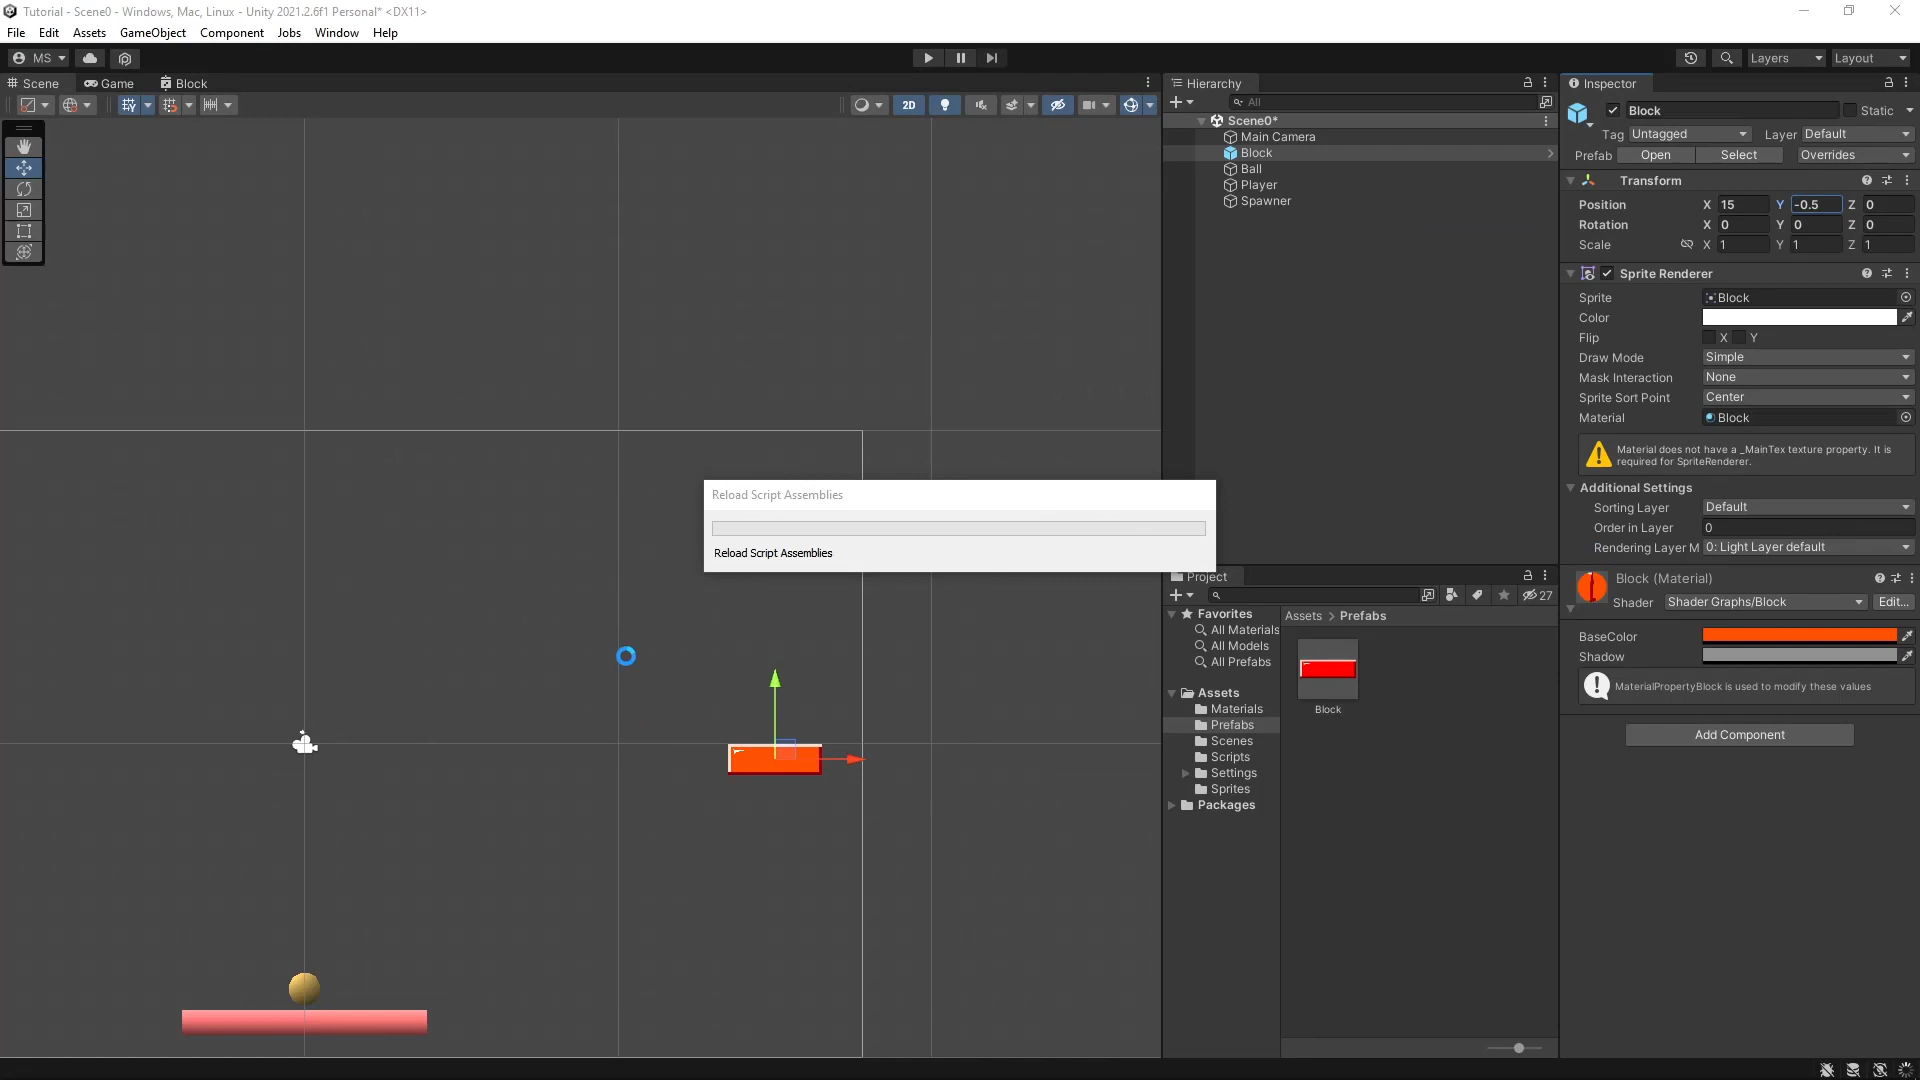 Tutorial - Scene0 - Windows, Mac, Linux - Unity 2021.2.6f1 Personal* <DX11>
File Edit Assets GameObject Component Jobs Window Help
MS Layers Layout
Scene Game Block
2D
Hierarchy
All
Scene0*
Main Camera
Block
Ball
Player
Spawner
Inspector
Block Static
Tag Untagged Layer Default
Prefab Open Select Overrides
Transform
Position X 15 Y -0.5 Z 0
Rotation X 0 Y 0 Z 0
Scale X 1 Y 1 Z 1
Sprite Renderer
Sprite Block
Color
Flip X Y
Draw Mode Simple
Mask Interaction None
Sprite Sort Point Center
Material Block
Material does not have a _MainTex texture property. It is
required for SpriteRenderer.
Additional Settings
Sorting Layer Default
Order in Layer 0
Rendering Layer M 0: Light Layer default
Block (Material)
Shader Shader Graphs/Block Edit...
BaseColor
Shadow
MaterialPropertyBlock is used to modify these values
Add Component
Reload Script Assemblies
Reload Script Assemblies
Project
27
Favorites
All Materials
All Models
All Prefabs
Assets
Materials
Prefabs
Scenes
Scripts
Settings
Sprites
Packages
Assets > Prefabs
Block